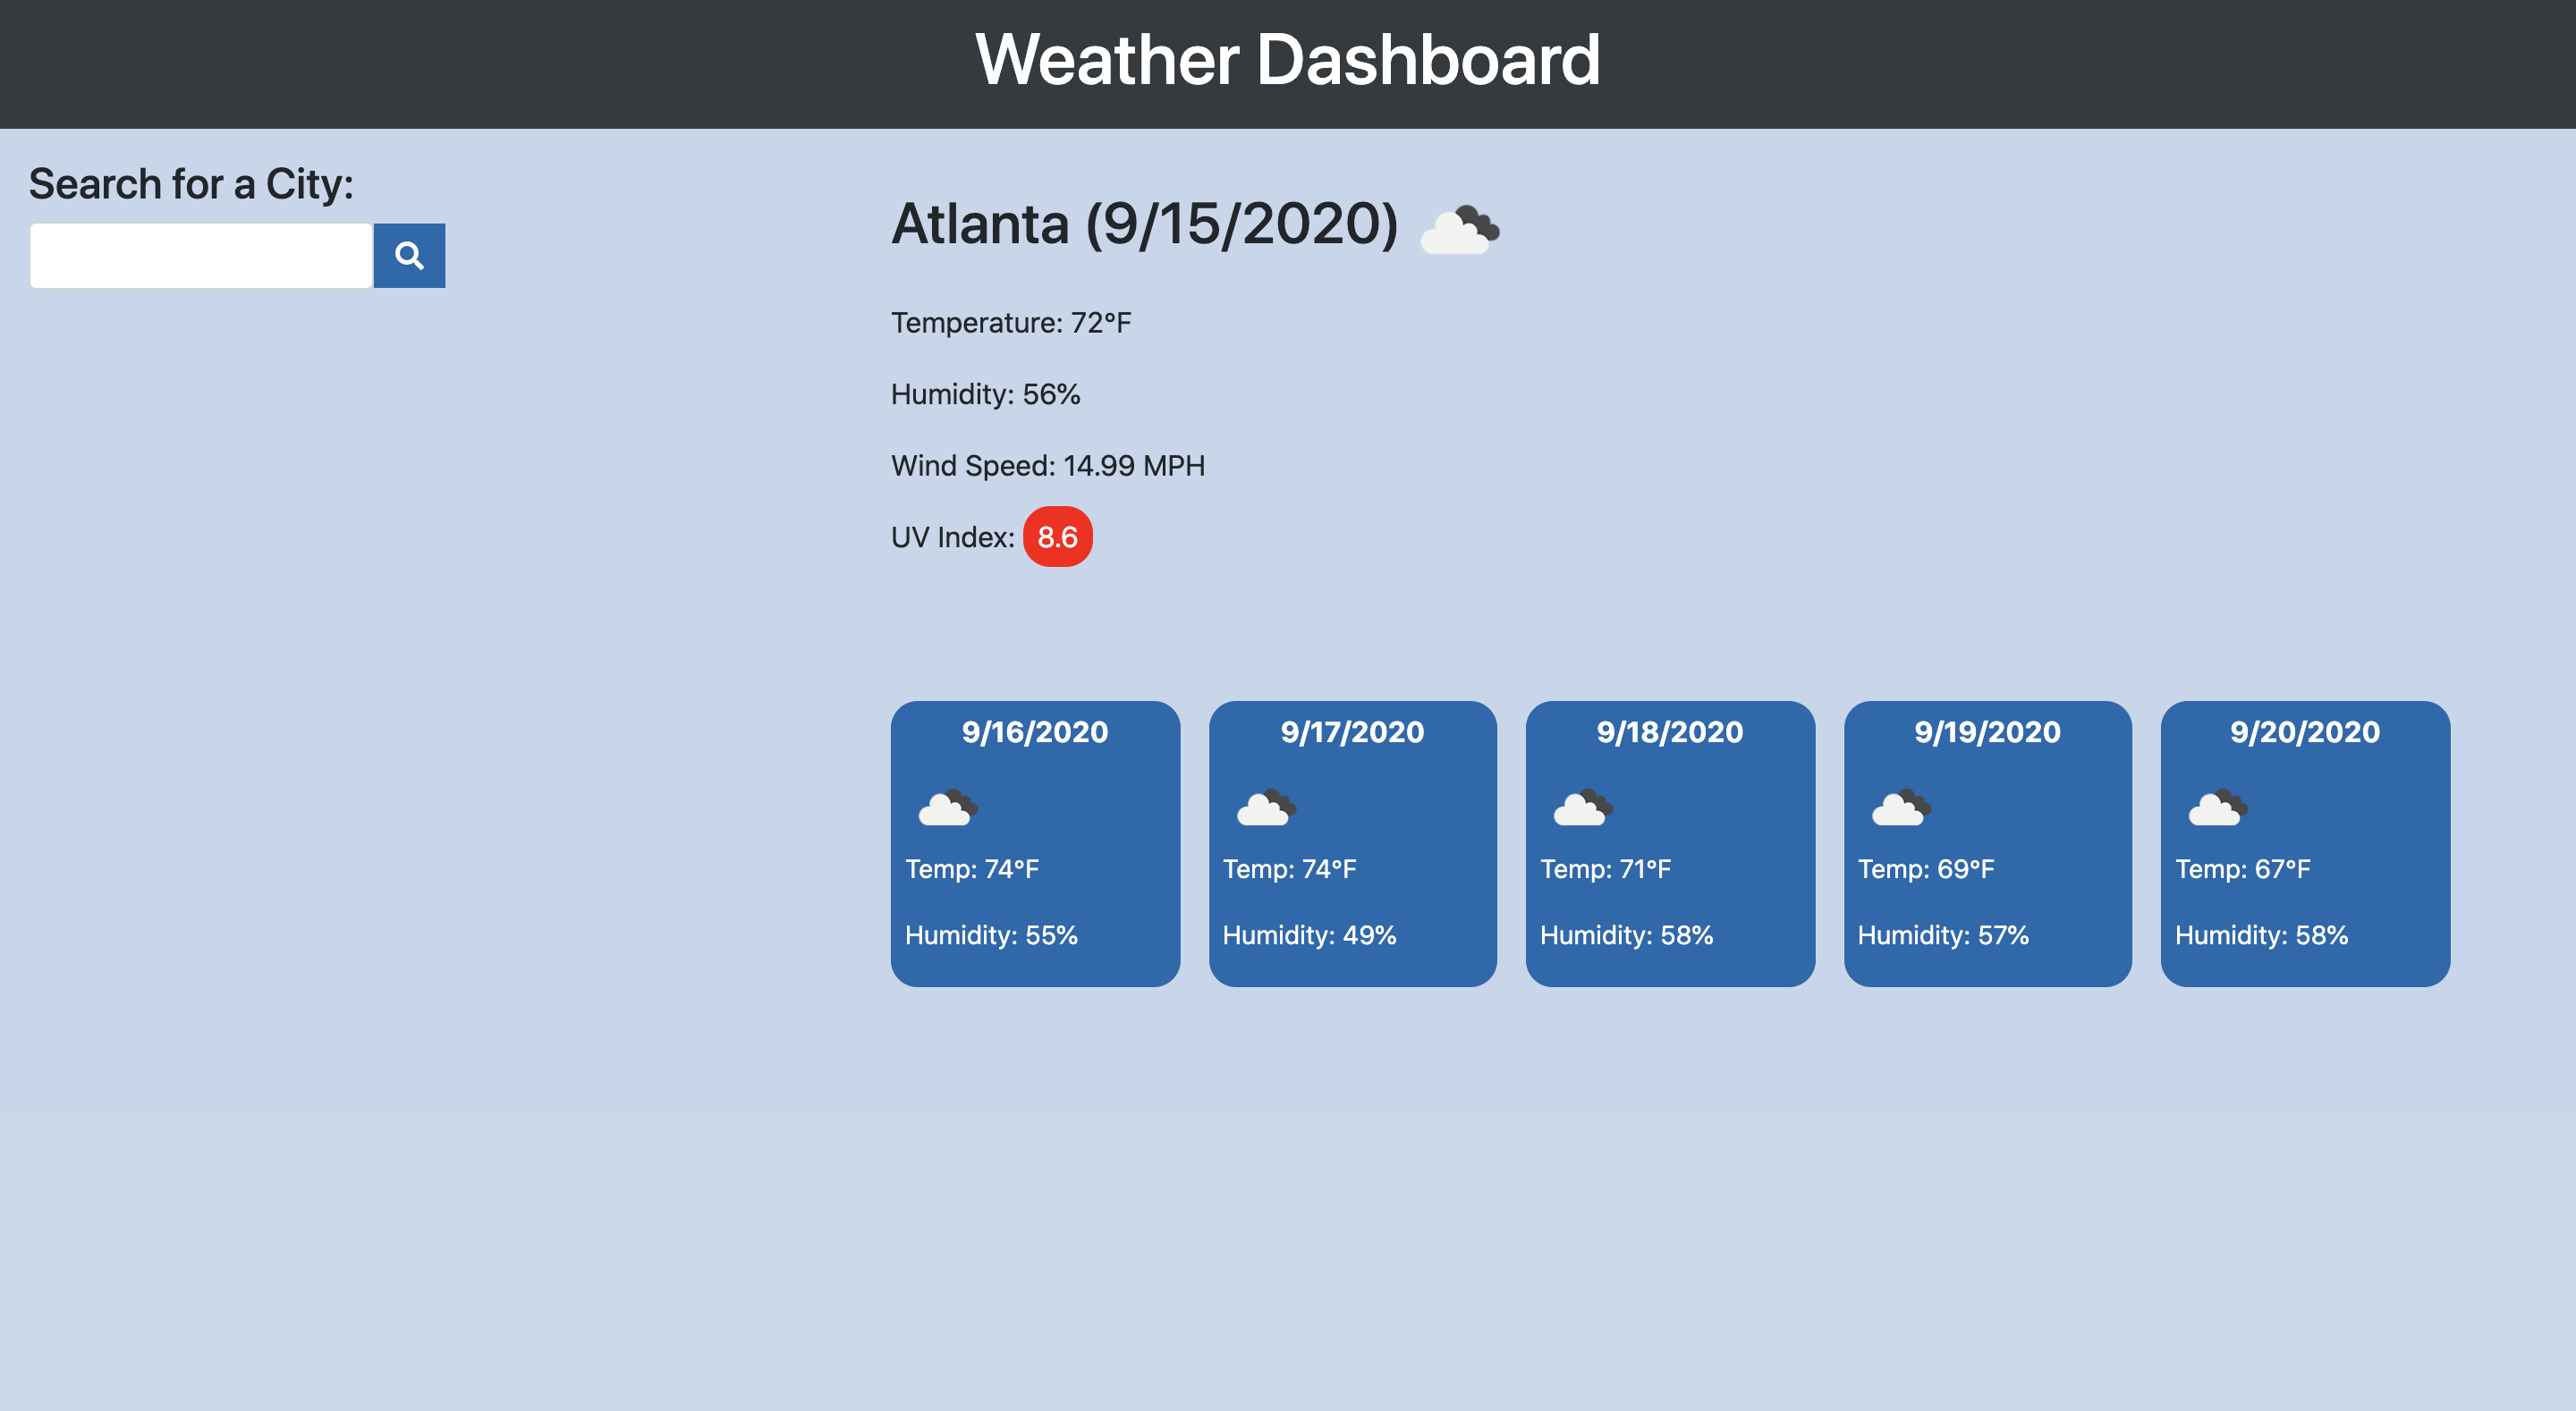 Weather Dashboard
Search for a City:
Atlanta (9/15/2020)
Temperature: 72°F
Humidity: 56%
Wind Speed: 14.99 MPH
UV Index: 8.6
9/16/2020
Temp: 74°F
Humidity: 55%
9/17/2020
Temp: 74°F
Humidity: 49%
9/18/2020
Temp: 71°F
Humidity: 58%
9/19/2020
Temp: 69°F
Humidity: 57%
9/20/2020
Temp: 67°F
Humidity: 58%